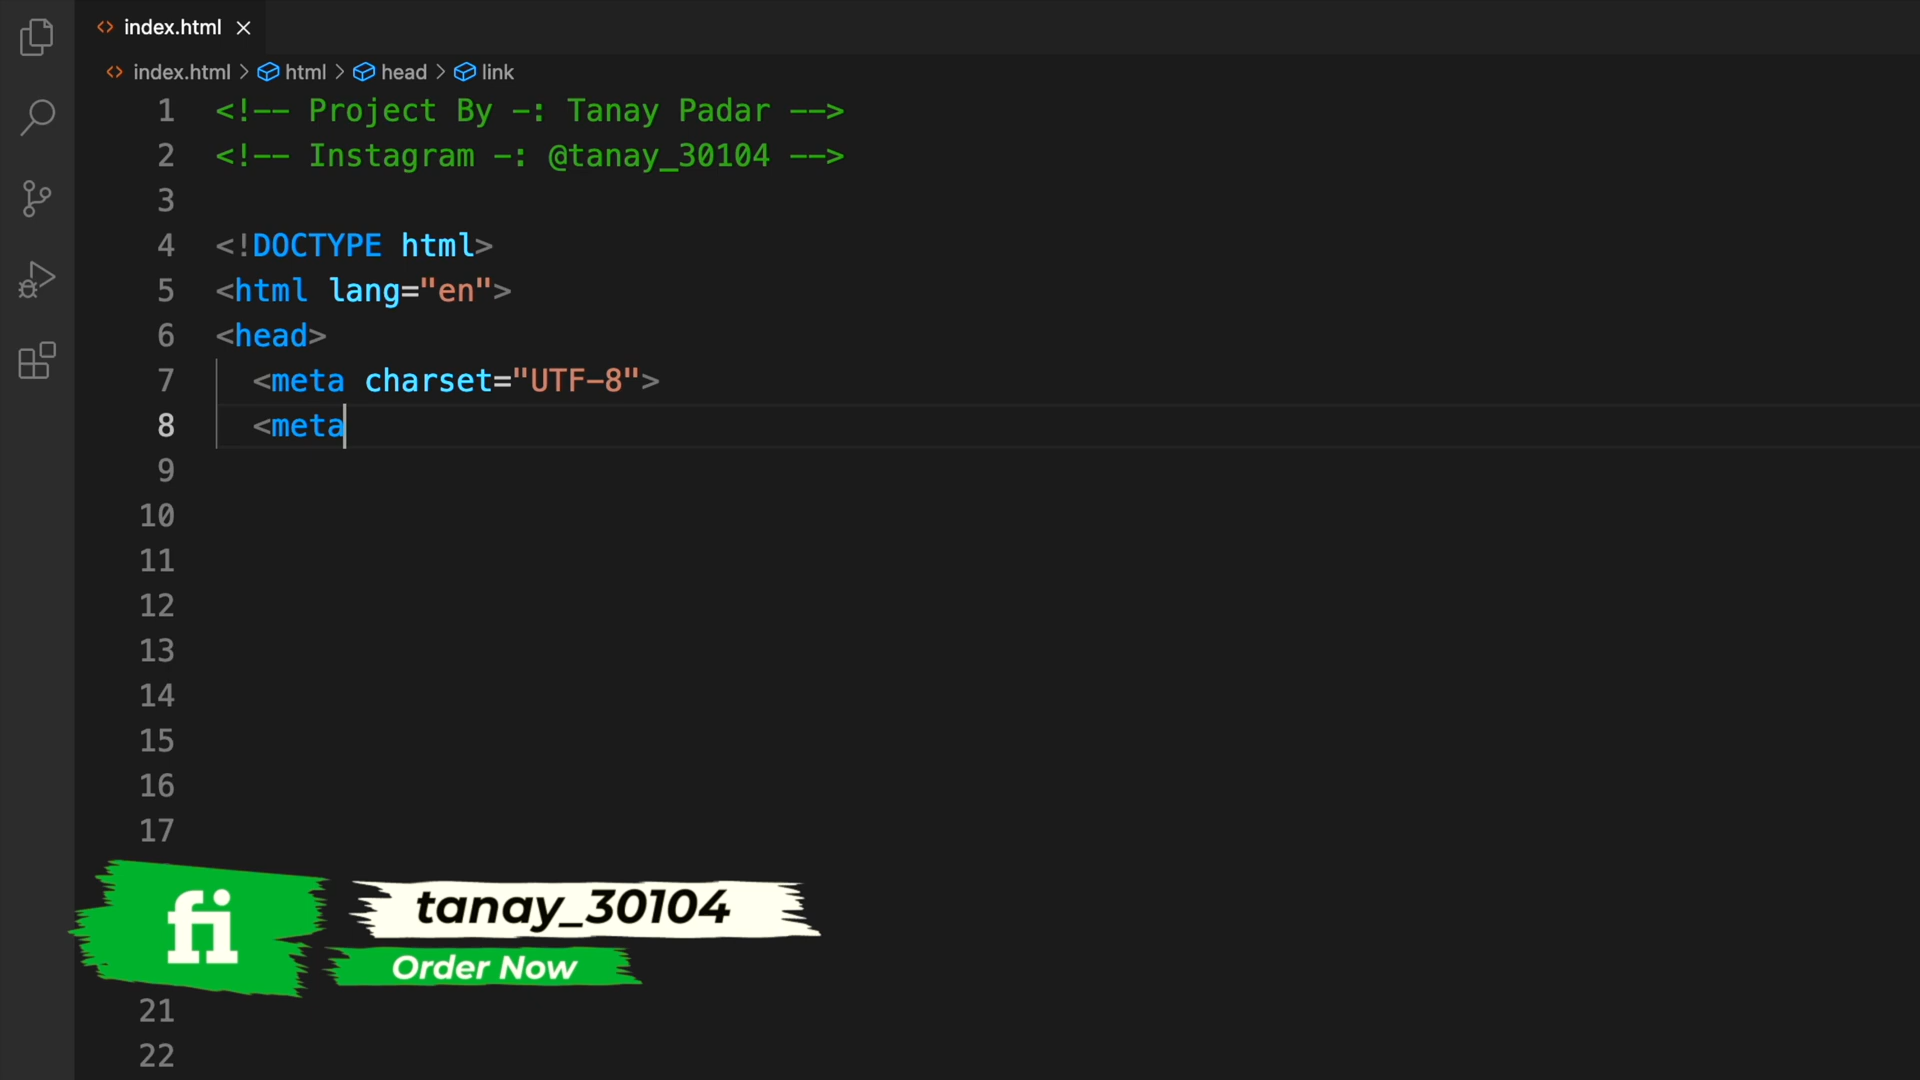 index.html
index.html > html > head > link
1 <!-- Project By -: Tanay Padar -->
2 <!-- Instagram -: @tanay_30104 -->
3
4 <!DOCTYPE html>
5 <html lang="en">
6 <head>
7 <meta charset="UTF-8">
8 <meta
9
10
11
12
13
14
15
16
17
fi
tanay_30104
Order Now
21
22